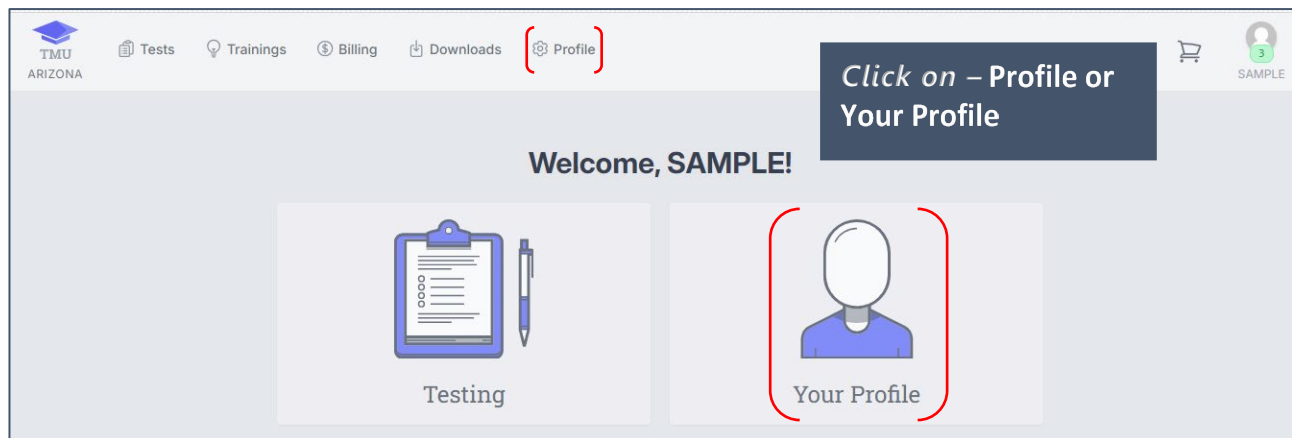 TMU
ARIZONA
Tests
Trainings
Billing
Downloads
Profile
3
SAMPLE
Click on – Profile or
Your Profile
Welcome, SAMPLE!
Testing
Your Profile